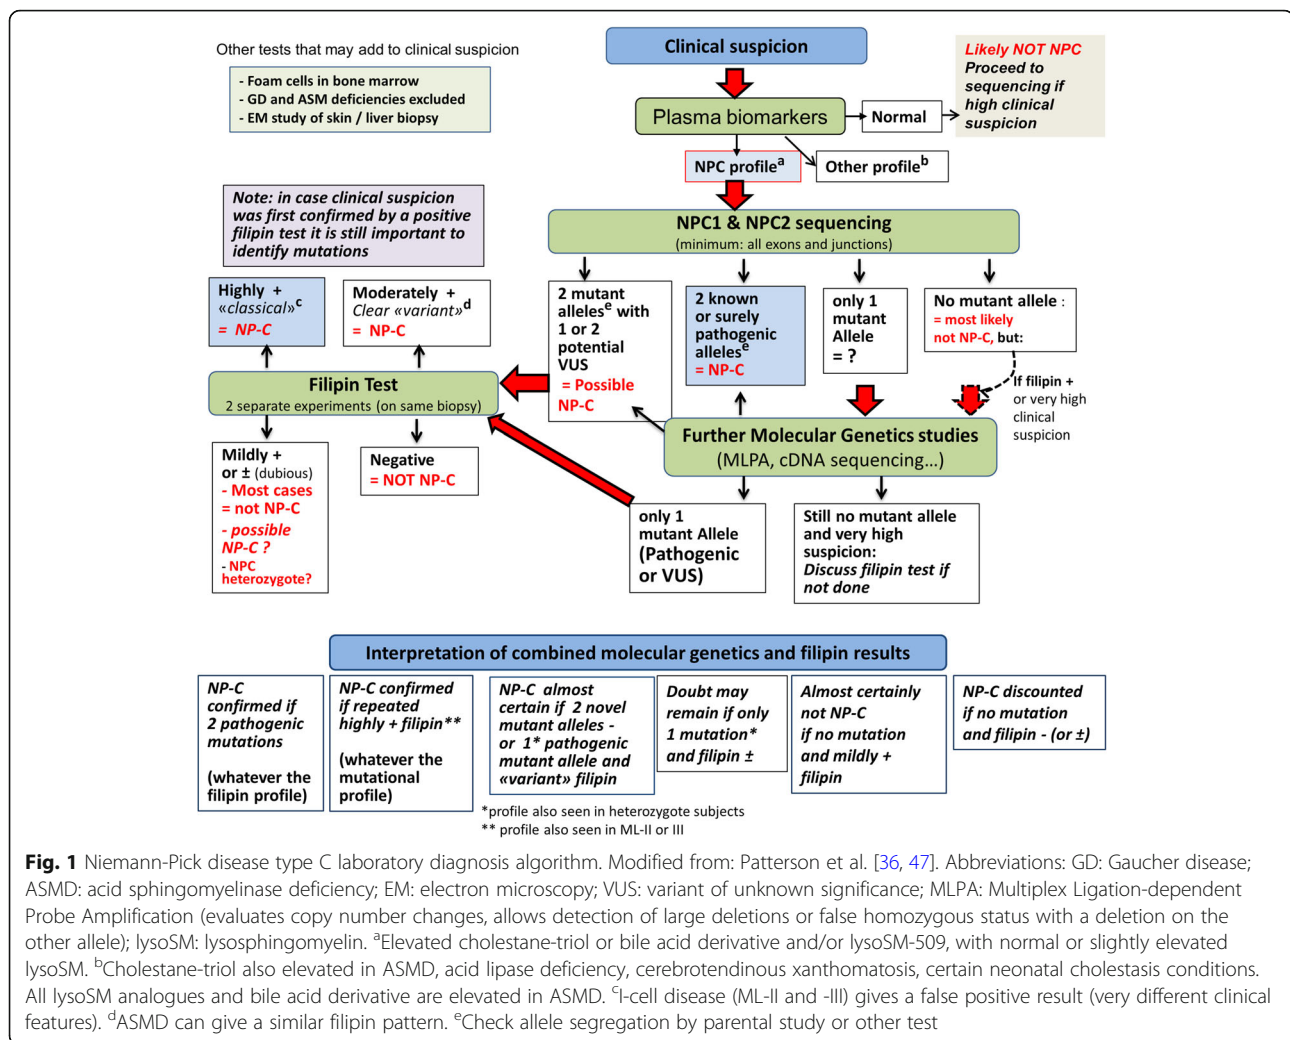 Other tests that may add to clinical suspicion
- Foam cells in bone marrow
- GD and ASM deficiencies excluded
- EM study of skin / liver biopsy
Clinical suspicion
Plasma biomarkers
Normal
Likely NOT NPC
Proceed to
sequencing if
high clinical
suspicion
NPC profileᵃ
Other profileᵇ
Note: in case clinical suspicion
was first confirmed by a positive
filipin test it is still important to
identify mutations
NPC1 & NPC2 sequencing
(minimum: all exons and junctions)
Highly +
«classical»ᶜ
= NP-C
Moderately +
Clear «variant»ᵈ
= NP-C
2 mutant
allelesᵉ with
1 or 2
potential
VUS
= Possible
NP-C
2 known
or surely
pathogenic
allelesᵉ
= NP-C
only 1
mutant
Allele
= ?
No mutant allele :
= most likely
not NP-C, but:
If filipin +
or very high
clinical
suspicion
Filipin Test
2 separate experiments (on same biopsy)
Further Molecular Genetics studies
(MLPA, cDNA sequencing...)
Mildly +
or ± (dubious)
- Most cases
= not NP-C
- possible
NP-C ?
- NPC
heterozygote?
Negative
= NOT NP-C
only 1
mutant Allele
(Pathogenic
or VUS)
Still no mutant allele
and very high
suspicion:
Discuss filipin test if
not done
Interpretation of combined molecular genetics and filipin results
NP-C
confirmed if
2 pathogenic
mutations
(whatever the
filipin profile)
NP-C confirmed
if repeated
highly + filipin**
(whatever the
mutational
profile)
NP-C almost
certain if 2 novel
mutant alleles -
or 1* pathogenic
mutant allele and
«variant» filipin
Doubt may
remain if only
1 mutation*
and filipin ±
Almost certainly
not NP-C
if no mutation
and mildly +
filipin
NP-C discounted
if no mutation
and filipin - (or ±)
*profile also seen in heterozygote subjects
** profile also seen in ML-II or III
Fig. 1 Niemann-Pick disease type C laboratory diagnosis algorithm. Modified from: Patterson et al. [36, 47]. Abbreviations: GD: Gaucher disease;
ASMD: acid sphingomyelinase deficiency; EM: electron microscopy; VUS: variant of unknown significance; MLPA: Multiplex Ligation-dependent
Probe Amplification (evaluates copy number changes, allows detection of large deletions or false homozygous status with a deletion on the
other allele); lysoSM: lysosphingomyelin. ᵃElevated cholestane-triol or bile acid derivative and/or lysoSM-509, with normal or slightly elevated
lysoSM. ᵇCholestane-triol also elevated in ASMD, acid lipase deficiency, cerebrotendinous xanthomatosis, certain neonatal cholestasis conditions.
All lysoSM analogues and bile acid derivative are elevated in ASMD. ᶜI-cell disease (ML-II and -III) gives a false positive result (very different clinical
features). ᵈASMD can give a similar filipin pattern. ᵉCheck allele segregation by parental study or other test